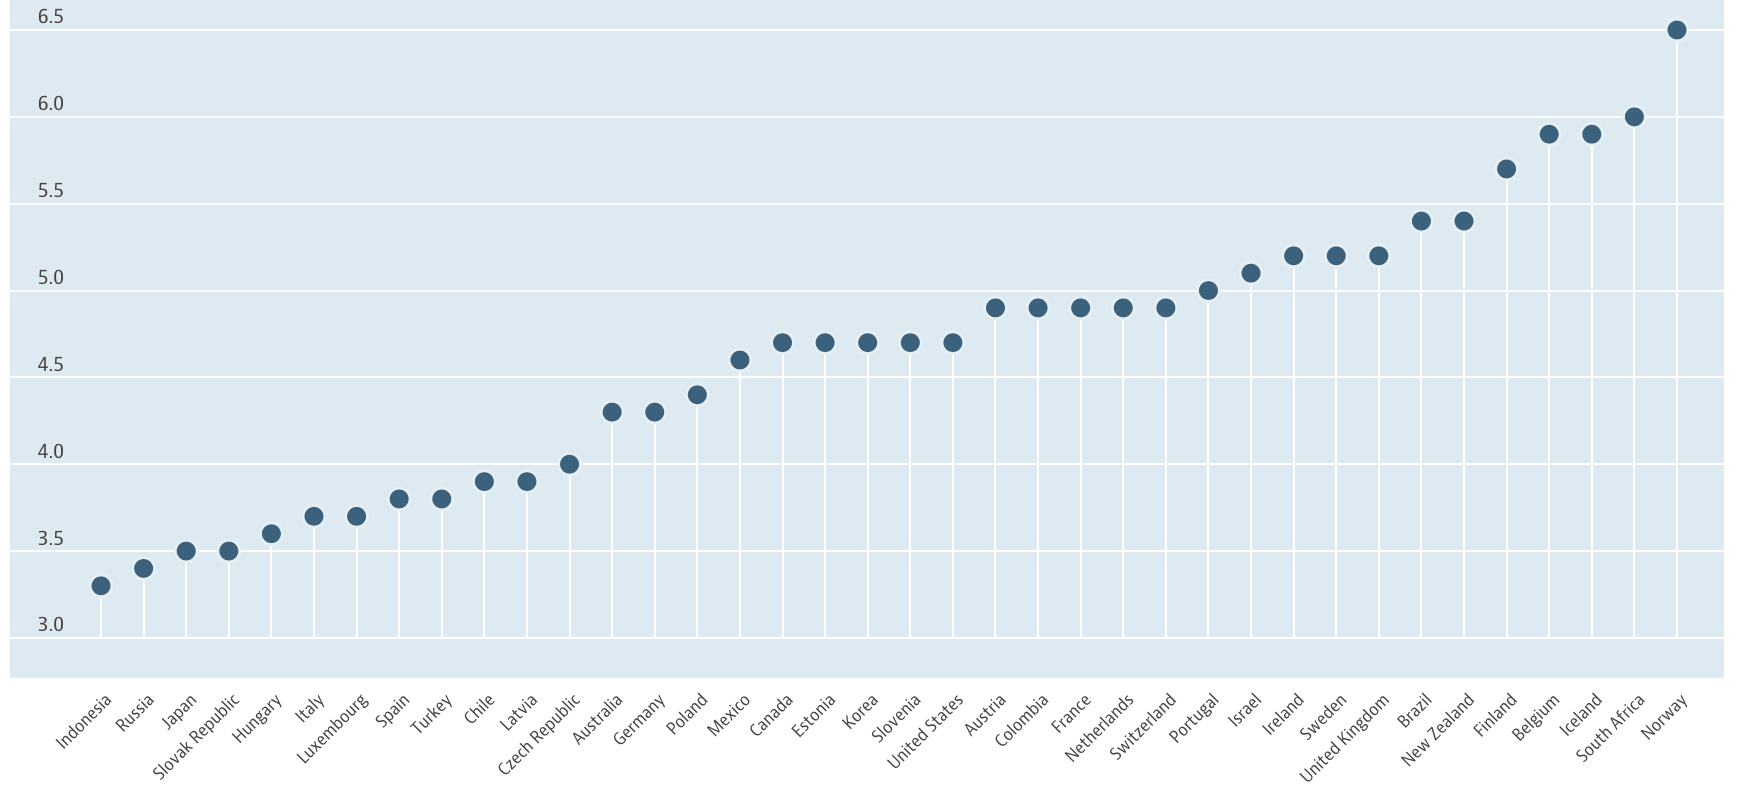 6.5
6.0
5.5
5.0
4.5
4.0
3.5
3.0
Indonesia
Russia
Japan
Slovak Republic
Hungary
Italy
Luxembourg
Spain
Turkey
Chile
Latvia
Czech Republic
Australia
Germany
Poland
Mexico
Canada
Estonia
Korea
Slovenia
United States
Austria
Colombia
France
Netherlands
Switzerland
Portugal
Israel
Ireland
Sweden
United Kingdom
Brazil
New Zealand
Finland
Belgium
Iceland
South Africa
Norway